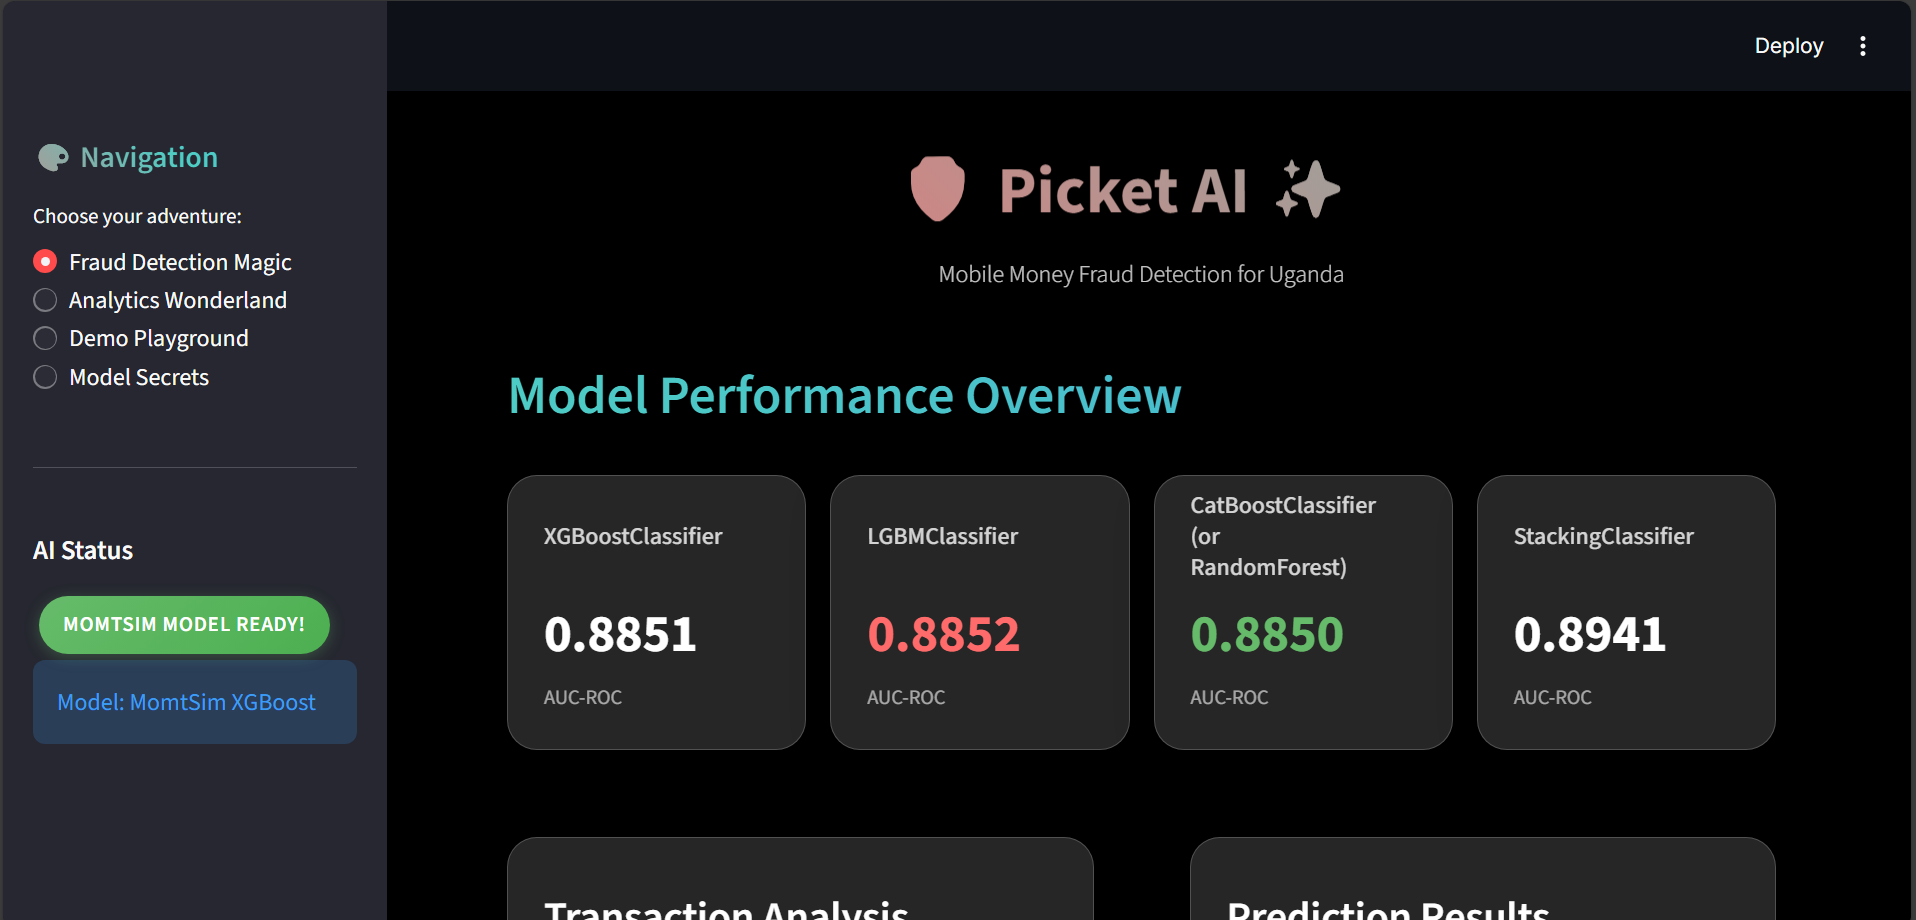 Deploy
Navigation
Choose your adventure:
Fraud Detection Magic
Analytics Wonderland
Demo Playground
Model Secrets
AI Status
MOMTSIM MODEL READY!
Model: MomtSim XGBoost
Picket AI
Mobile Money Fraud Detection for Uganda
Model Performance Overview
XGBoostClassifier
0.8851
AUC-ROC
LGBMClassifier
0.8852
AUC-ROC
CatBoostClassifier
(or
RandomForest)
0.8850
AUC-ROC
StackingClassifier
0.8941
AUC-ROC
Transaction Analysis
Prediction Results